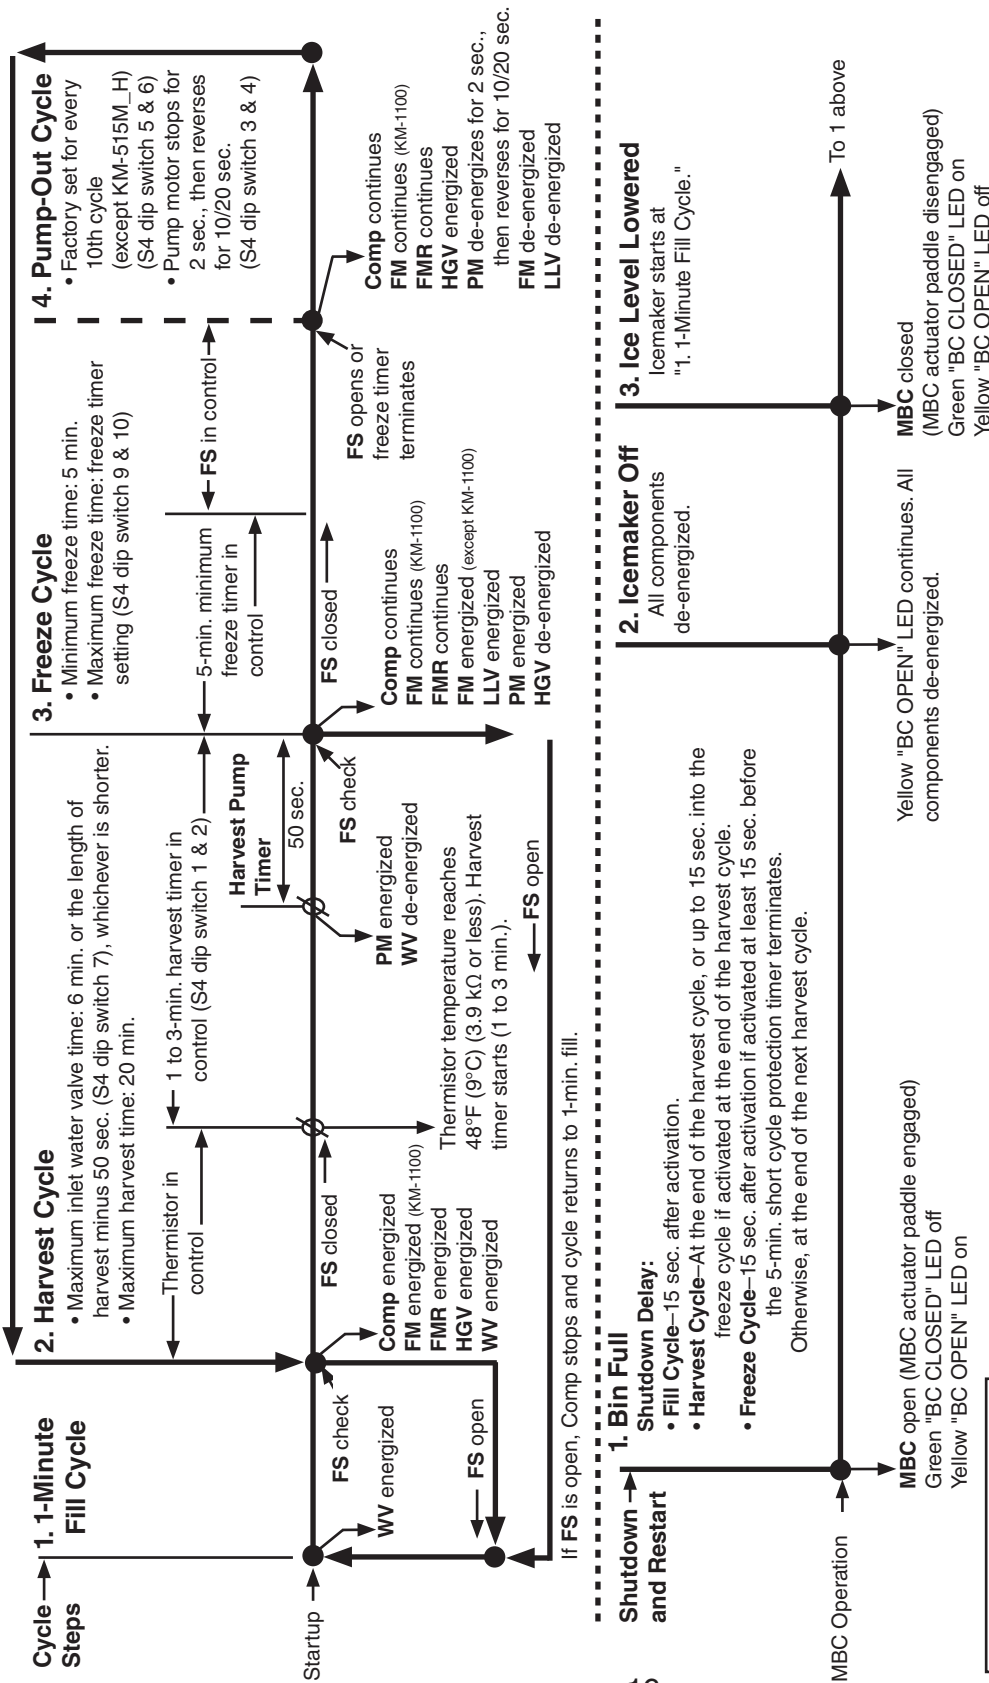 Cycle
Steps
1. 1-Minute
Fill Cycle
2. Harvest Cycle
• Maximum inlet water valve time: 6 min. or the length of
harvest minus 50 sec. (S4 dip switch 7), whichever is shorter.
• Maximum harvest time: 20 min.
3. Freeze Cycle
• Minimum freeze time: 5 min.
• Maximum freeze time: freeze timer
setting (S4 dip switch 9 & 10)
4. Pump-Out Cycle
• Factory set for every
10th cycle
(except KM-515M_H)
(S4 dip switch 5 & 6)
• Pump motor stops for
2 sec., then reverses
for 10/20 sec.
(S4 dip switch 3 & 4)
Thermistor in
control
1 to 3-min. harvest timer in
control (S4 dip switch 1 & 2)
5-min. minimum
freeze timer in
control
FS in control
Harvest Pump
Timer
50 sec.
Startup
WV energized
FS check
FS closed
Comp energized
FM energized (KM-1100)
FMR energized
HGV energized
WV energized
FS open
Thermistor temperature reaches
48°F (9°C) (3.9 kΩ or less). Harvest
timer starts (1 to 3 min.).
PM energized
WV de-energized
FS check
FS closed
Comp continues
FM continues (KM-1100)
FMR continues
FM energized (except KM-1100)
LLV energized
PM energized
HGV de-energized
FS opens or
freeze timer
terminates
Comp continues
FM continues (KM-1100)
FMR continues
HGV energized
PM de-energizes for 2 sec.,
then reverses for 10/20 sec.
FM de-energized
LLV de-energized
FS open
If FS is open, Comp stops and cycle returns to 1-min. fill.
Shutdown
and Restart
1. Bin Full
Shutdown Delay:
• Fill Cycle–15 sec. after activation.
• Harvest Cycle–At the end of the harvest cycle, or up to 15 sec. into the
freeze cycle if activated at the end of the harvest cycle.
• Freeze Cycle–15 sec. after activation if activated at least 15 sec. before
the 5-min. short cycle protection timer terminates.
Otherwise, at the end of the next harvest cycle.
2. Icemaker Off
All components
de-energized.
3. Ice Level Lowered
Icemaker starts at
"1. 1-Minute Fill Cycle."
MBC Operation
To 1 above
MBC open (MBC actuator paddle engaged)
Green "BC CLOSED" LED off
Yellow "BC OPEN" LED on
Yellow "BC OPEN" LED continues. All
components de-energized.
MBC closed
(MBC actuator paddle disengaged)
Green "BC CLOSED" LED on
Yellow "BC OPEN" LED off